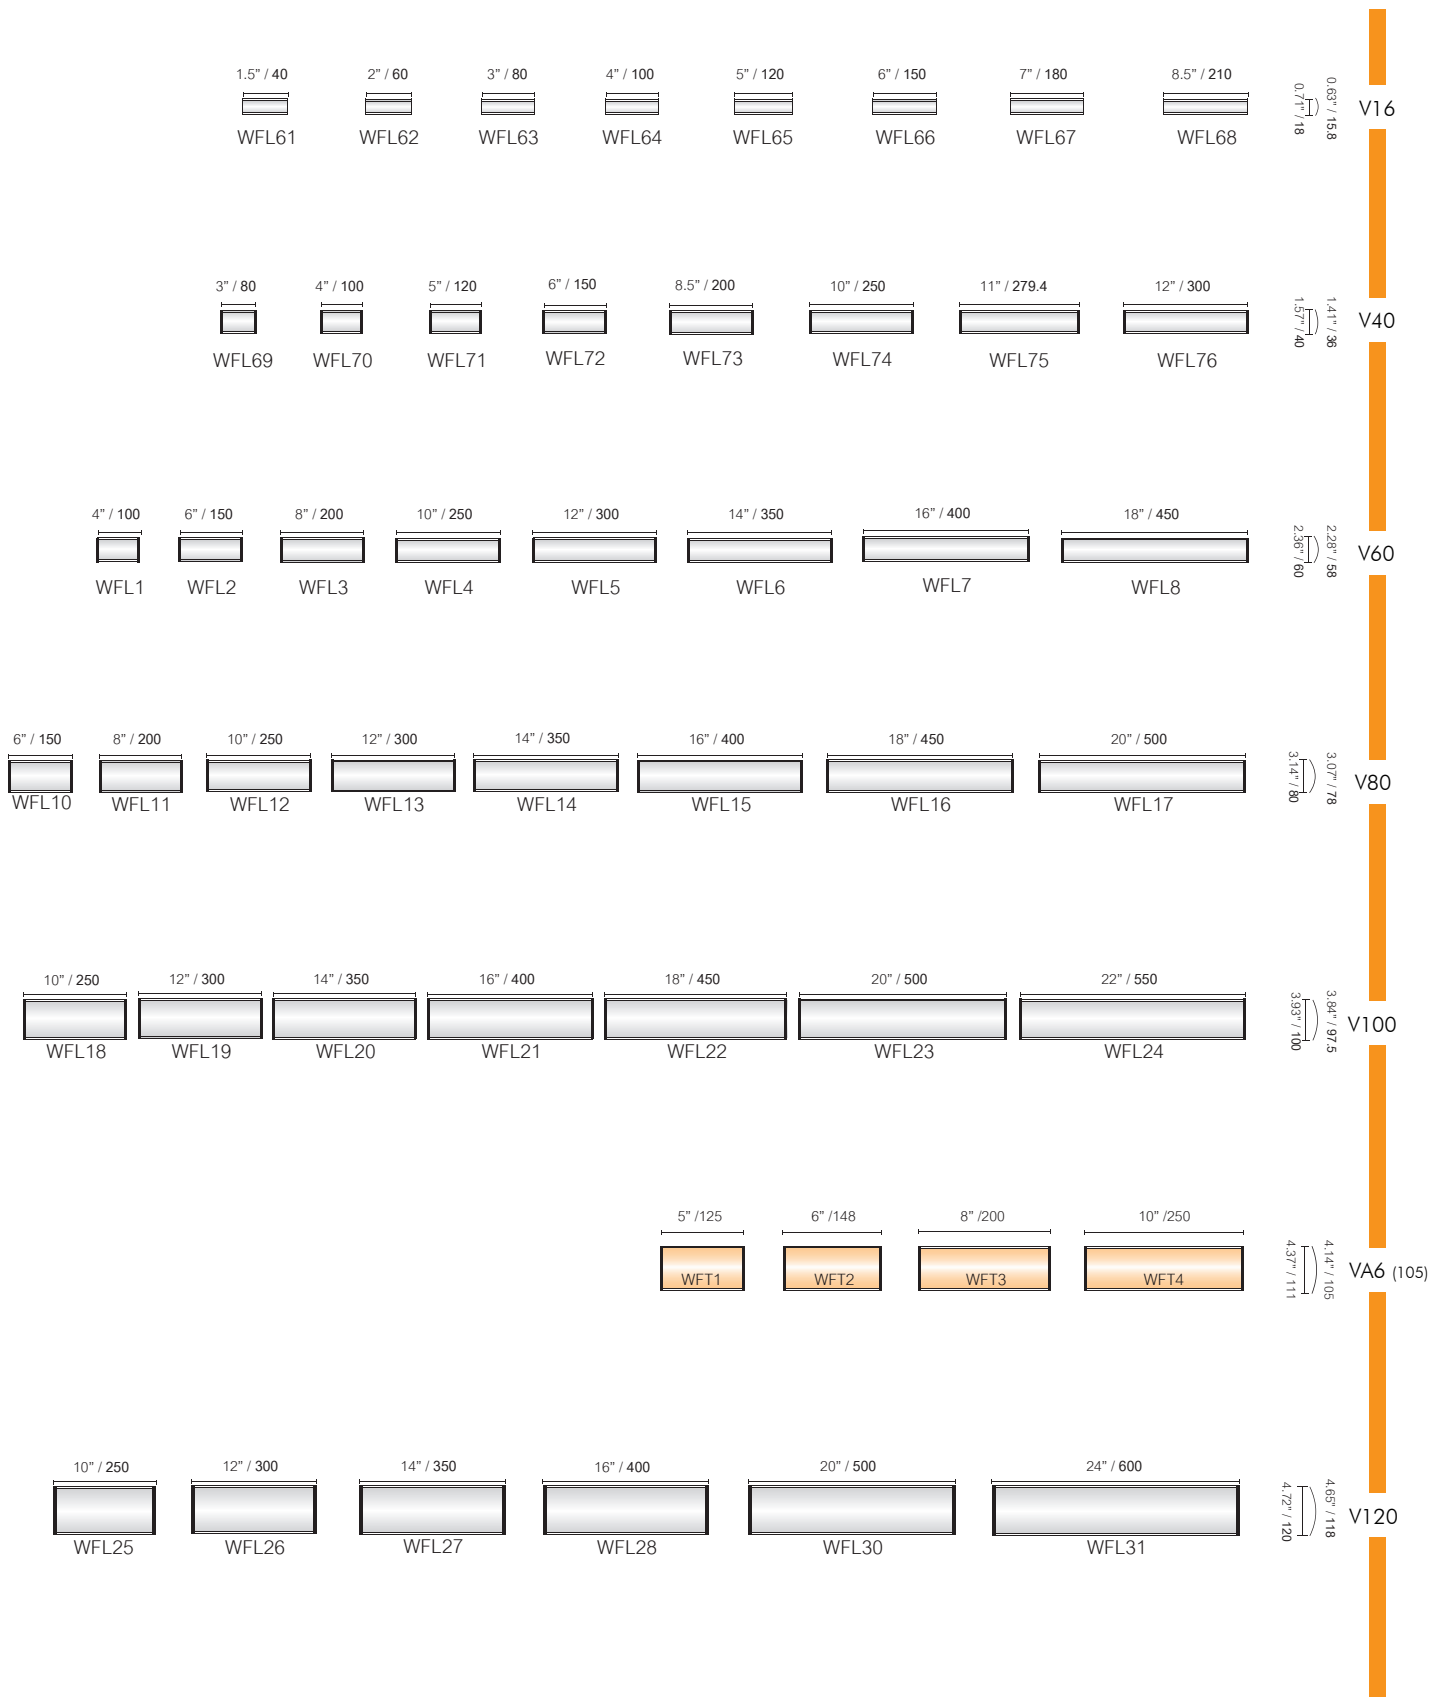 1.5” / 40 2” / 60 3” / 80 4” / 100 5” / 120 6” / 150 7” / 180 8.5” / 210
WFL61 WFL62 WFL63 WFL64 WFL65 WFL66 WFL67 WFL68
0.71” / 18
0.63” / 15.8
V16
3” / 80 4” / 100 5” / 120 6” / 150 8.5” / 200 10” / 250 11” / 279.4 12” / 300
WFL69 WFL70 WFL71 WFL72 WFL73 WFL74 WFL75 WFL76
1.57” / 40
1.41” / 36
V40
4” / 100 6” / 150 8” / 200 10” / 250 12” / 300 14” / 350 16” / 400 18” / 450
WFL1 WFL2 WFL3 WFL4 WFL5 WFL6 WFL7 WFL8
2.36” / 60
2.28” / 58
V60
6” / 150 8” / 200 10” / 250 12” / 300 14” / 350 16” / 400 18” / 450 20” / 500
WFL10 WFL11 WFL12 WFL13 WFL14 WFL15 WFL16 WFL17
3.14” / 80
3.07” / 78
V80
10” / 250 12” / 300 14” / 350 16” / 400 18” / 450 20” / 500 22” / 550
WFL18 WFL19 WFL20 WFL21 WFL22 WFL23 WFL24
3.93” / 100
3.84” / 97.5
V100
5” /125 6” /148 8” /200 10” /250
WFT1 WFT2 WFT3 WFT4
4.37” / 111
4.14” / 105
VA6 (105)
10” / 250 12” / 300 14” / 350 16” / 400 20” / 500 24” / 600
WFL25 WFL26 WFL27 WFL28 WFL30 WFL31
4.72” / 120
4.65” / 118
V120